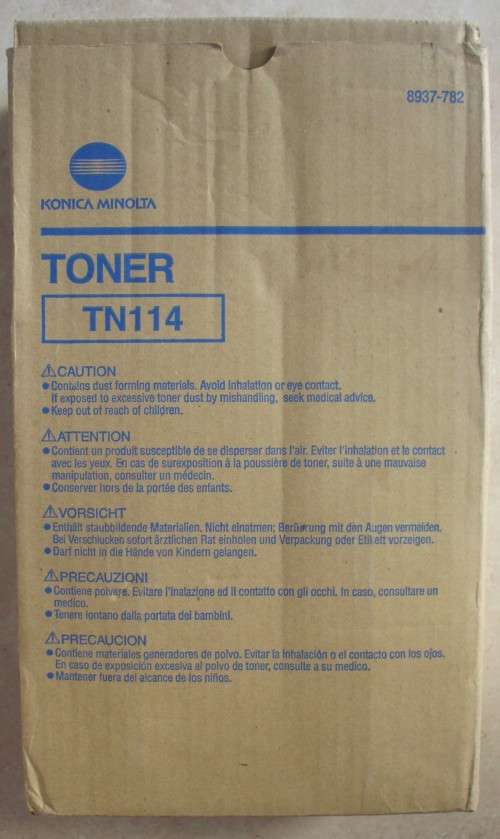 8937-782
KONICA MINOLTA
TONER
TN114
⚠CAUTION
●Contains dust forming materials. Avoid inhalation or eye contact.
If exposed to excessive toner dust by mishandling, seek medical advice.
●Keep out of reach of children.
⚠ATTENTION
●Contient un produit susceptible de se disperser dans l'air. Eviter l'inhalation et le contact
avec les yeux. En cas de surexposition à la poussière de toner, suite à une mauvaise
manipulation, consulter un médecin.
●Conserver hors de la portée des enfants.
⚠VORSICHT
●Enthält staubbildende Materialien. Nicht einatmen; Berührung mit den Augen vermeiden.
Bei Verschlucken sofort ärztlichen Rat einholen und Verpackung oder Etikett vorzeigen.
●Darf nicht in die Hände von Kindern gelangen.
⚠PRECAUZIONI
●Contiene polvere. Evitare l'inalazione ed il contatto con gli occhi. In caso, consultare un
medico.
●Tenere lontano dalla portata dei bambini.
⚠PRECAUCION
●Contiene materiales generadores de polvo. Evitar la inhalación o el contacto con los ojos.
En caso de exposición excesiva al polvo de toner, consulte a su medico.
●Mantener fuera del alcance de los niños.